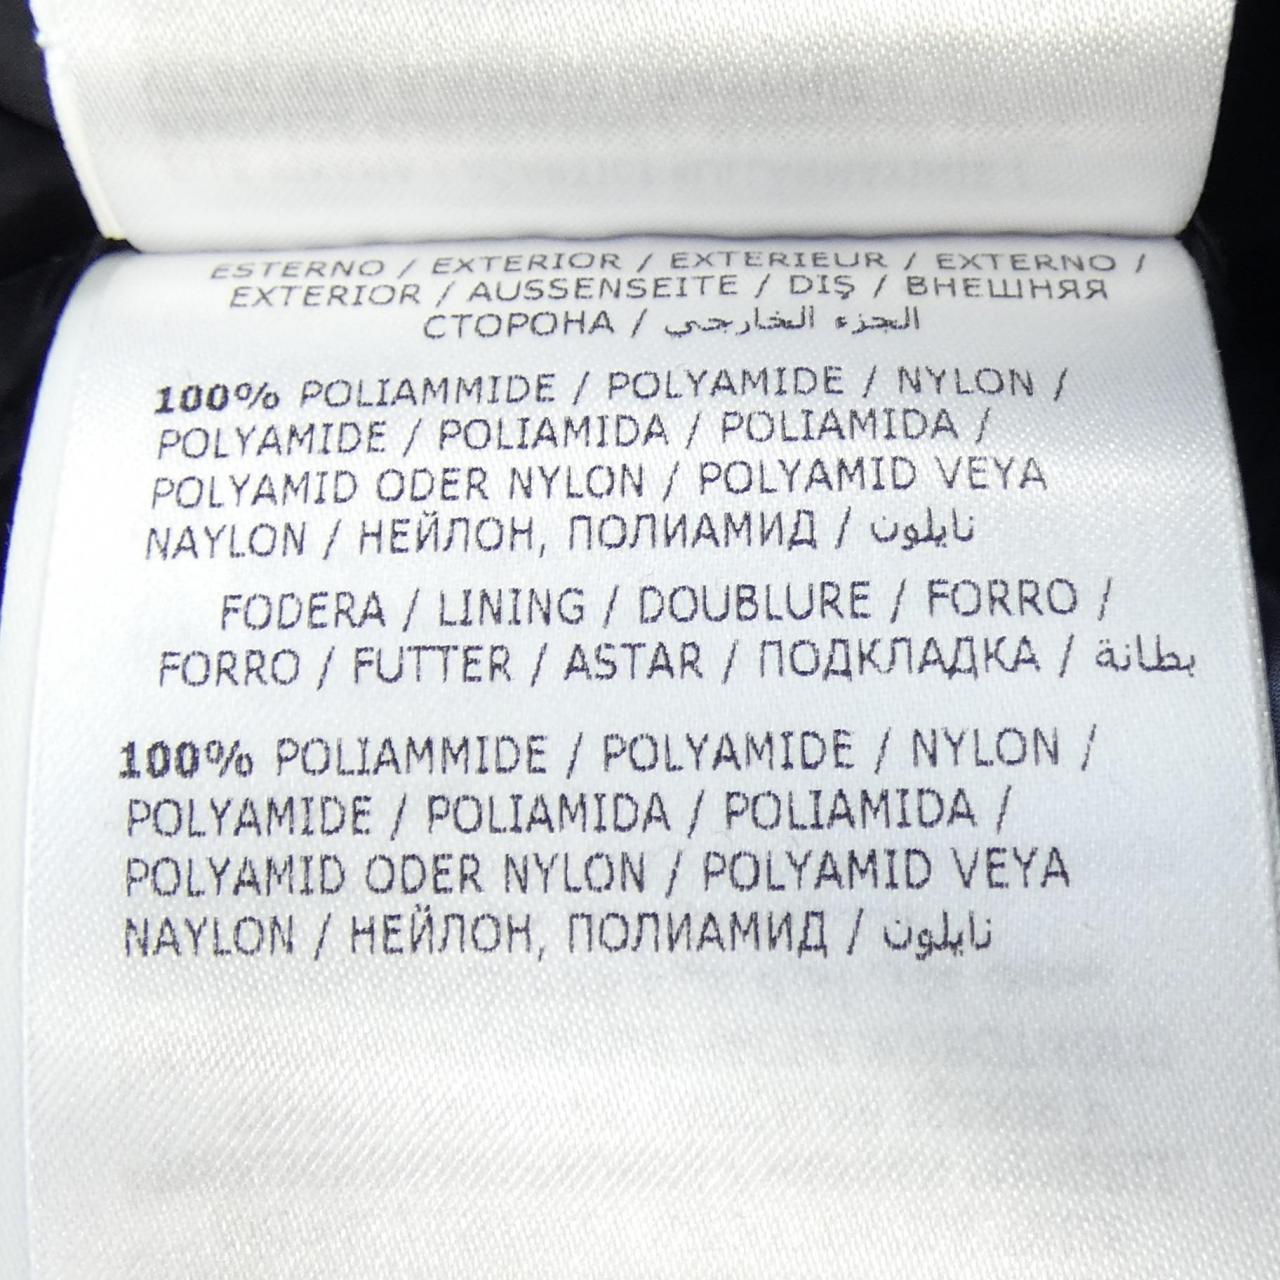 ESTERNO / EXTERIOR / EXTERIEUR / EXTERNO /
EXTERIOR / AUSSENSEITE / DIŞ / ВНЕШНЯЯ
СТОРОНА / الجزء الخارجي
100% POLIAMMIDE / POLYAMIDE / NYLON /
POLYAMIDE / POLIAMIDA / POLIAMIDA /
POLYAMID ODER NYLON / POLYAMID VEYA
NAYLON / НЕЙЛОН, ПОЛИАМИД / نايلون
FODERA / LINING / DOUBLURE / FORRO /
FORRO / FUTTER / ASTAR / ПОДКЛАДКА / بطانة
100% POLIAMMIDE / POLYAMIDE / NYLON /
POLYAMIDE / POLIAMIDA / POLIAMIDA /
POLYAMID ODER NYLON / POLYAMID VEYA
NAYLON / НЕЙЛОН, ПОЛИАМИД / نايلون